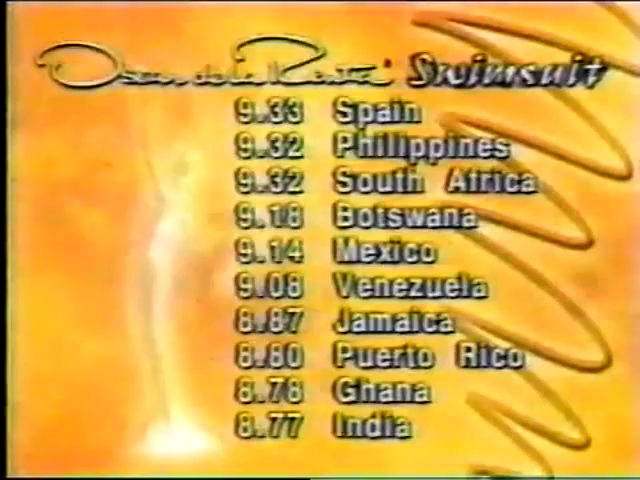 Oscar de la Renta Swimsuit
9.33 Spain
9.32 Philippines
9.32 South Africa
9.18 Botswana
9.14 Mexico
9.08 Venezuela
8.87 Jamaica
8.80 Puerto Rico
8.78 Ghana
8.77 India